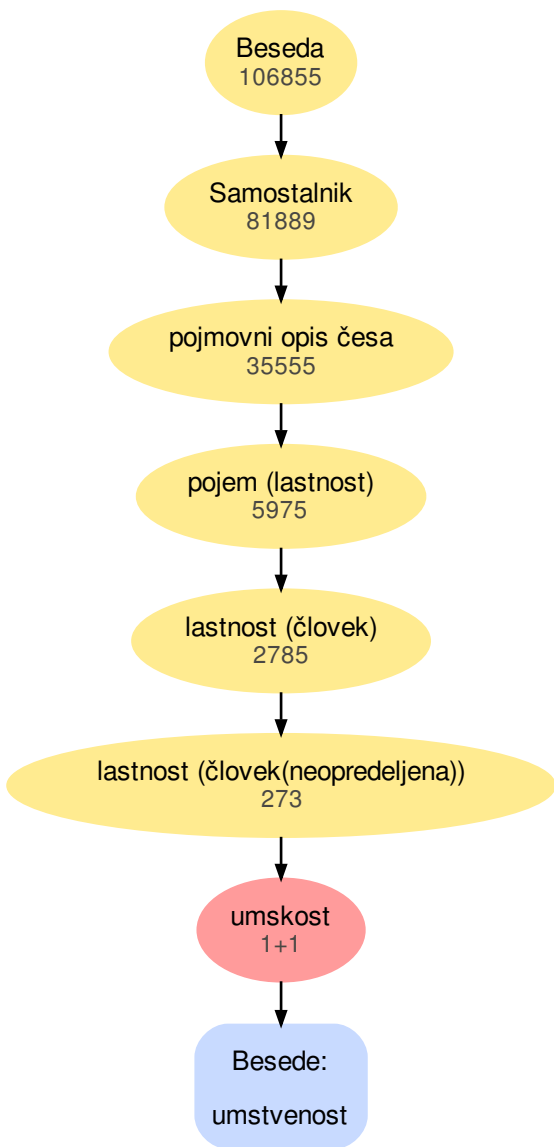 Beseda
106855
Samostalnik
81889
pojmovni opis česa
35555
pojem (lastnost)
5975
lastnost (človek)
2785
lastnost (človek(neopredeljena))
273
umskost
1+1
Besede:
umstvenost